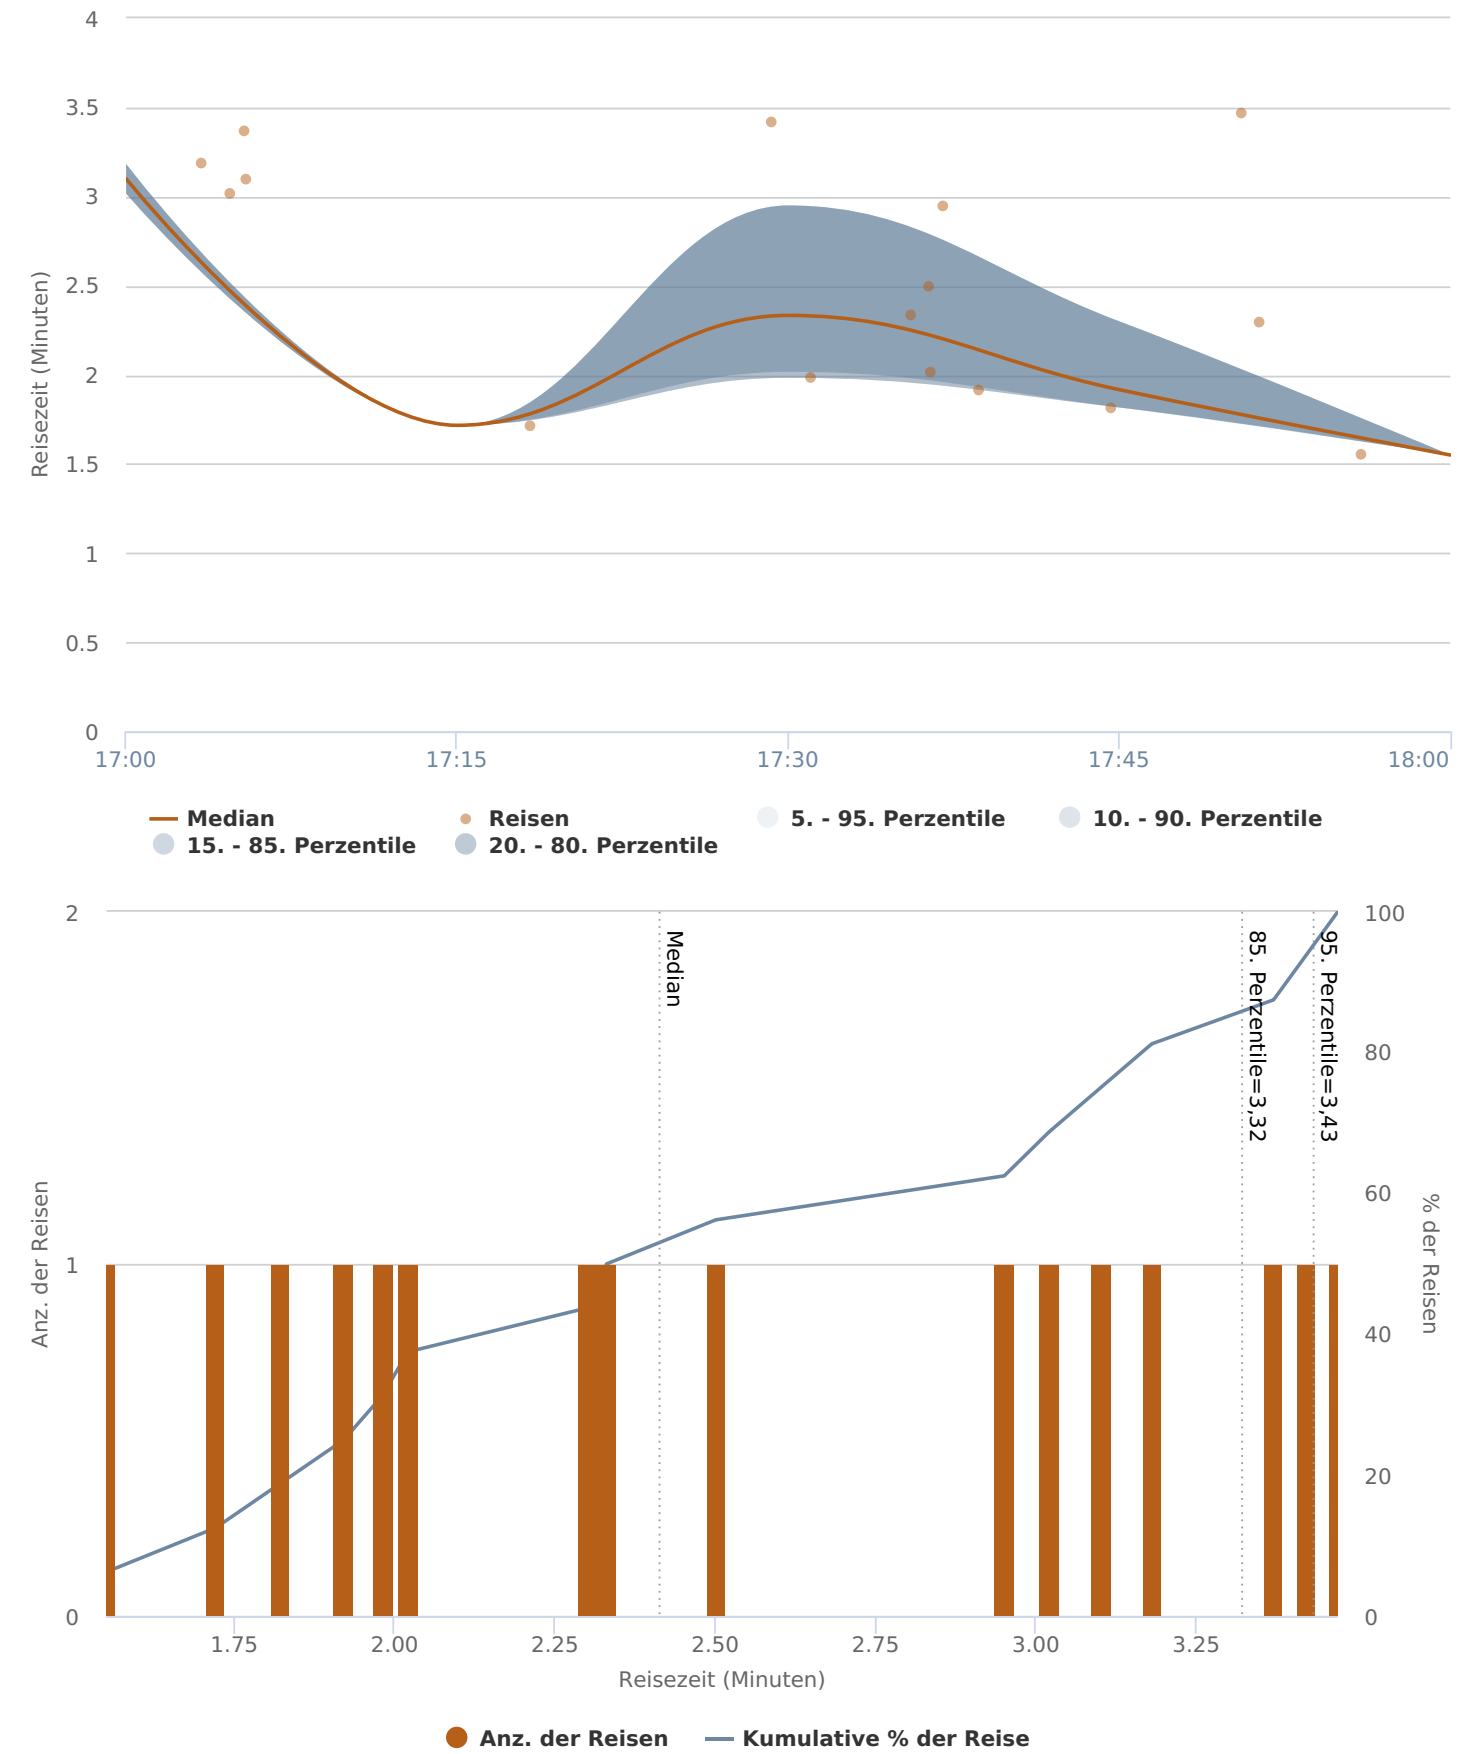 4
3.5
3
2.5
2
1.5
1
0.5
0
Reisezeit (Minuten)
17:00 17:15 17:30 17:45 18:00
Median Reisen 5. - 95. Perzentile 10. - 90. Perzentile
15. - 85. Perzentile 20. - 80. Perzentile
2
1
0
Anz. der Reisen
Median
85. Perzentile=3,32
95. Perzentile=3,43
100
80
60
40
20
0
% der Reisen
1.75 2.00 2.25 2.50 2.75 3.00 3.25
Reisezeit (Minuten)
Anz. der Reisen Kumulative % der Reise